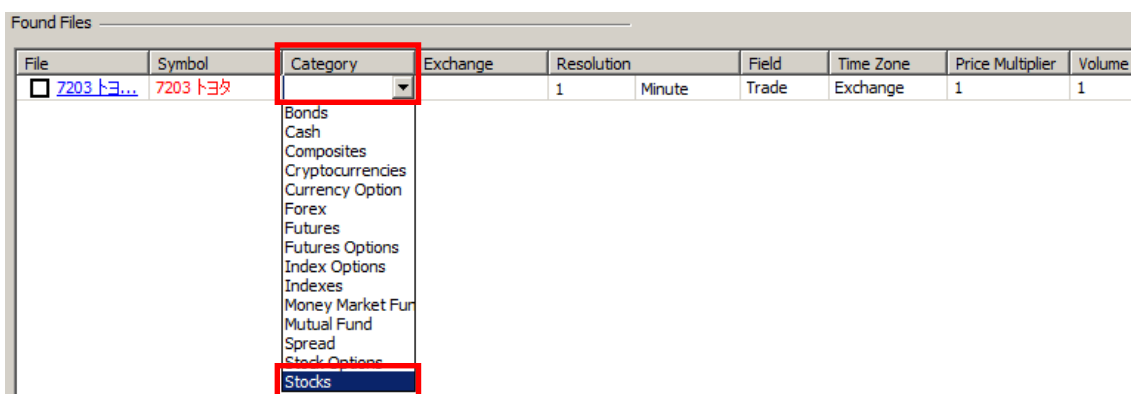 Found Files
File Symbol Category Exchange Resolution Field Time Zone Price Multiplier Volume
7203 トヨ... 7203 トヨタ 1 Minute Trade Exchange 1 1
Bonds
Cash
Composites
Cryptocurrencies
Currency Option
Forex
Futures
Futures Options
Index Options
Indexes
Money Market Fun
Mutual Fund
Spread
Stock Options
Stocks